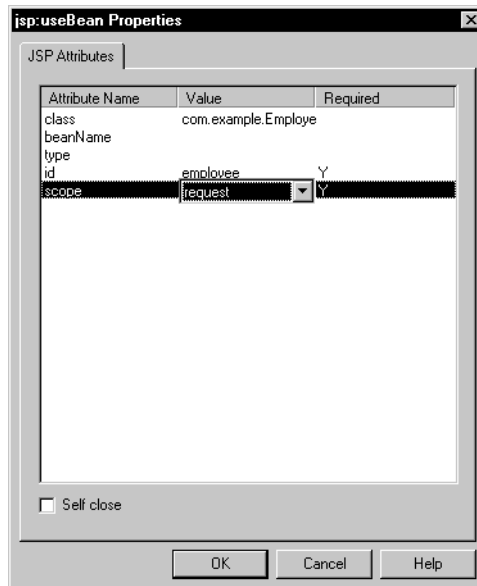 jsp:useBean Properties
JSP Attributes
Attribute Name Value Required
class com.example.Employe
beanName
type
id employee Y
scope request Y
Self close
OK Cancel Help